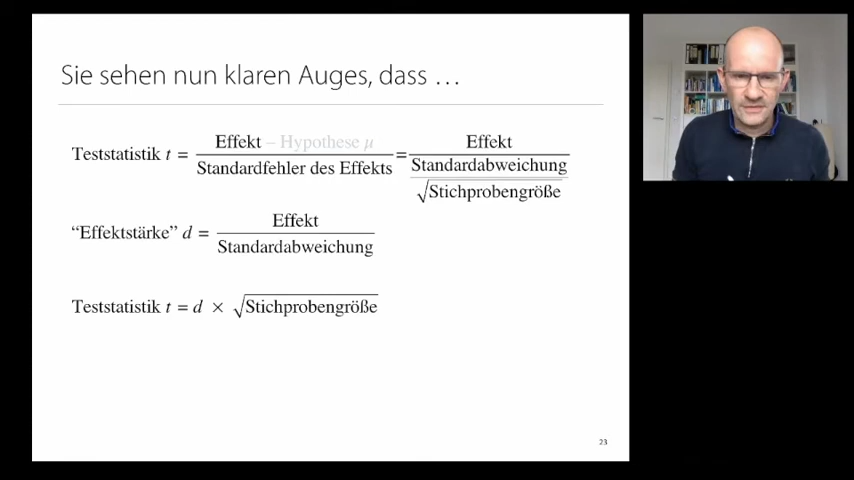 Sie sehen nun klaren Auges, dass …
Teststatistik t = Effekt – Hypothese μ / Standardfehler des Effekts = Effekt / Standardabweichung / √Stichprobengröße
“Effektstärke” d = Effekt / Standardabweichung
Teststatistik t = d × √Stichprobengröße
23